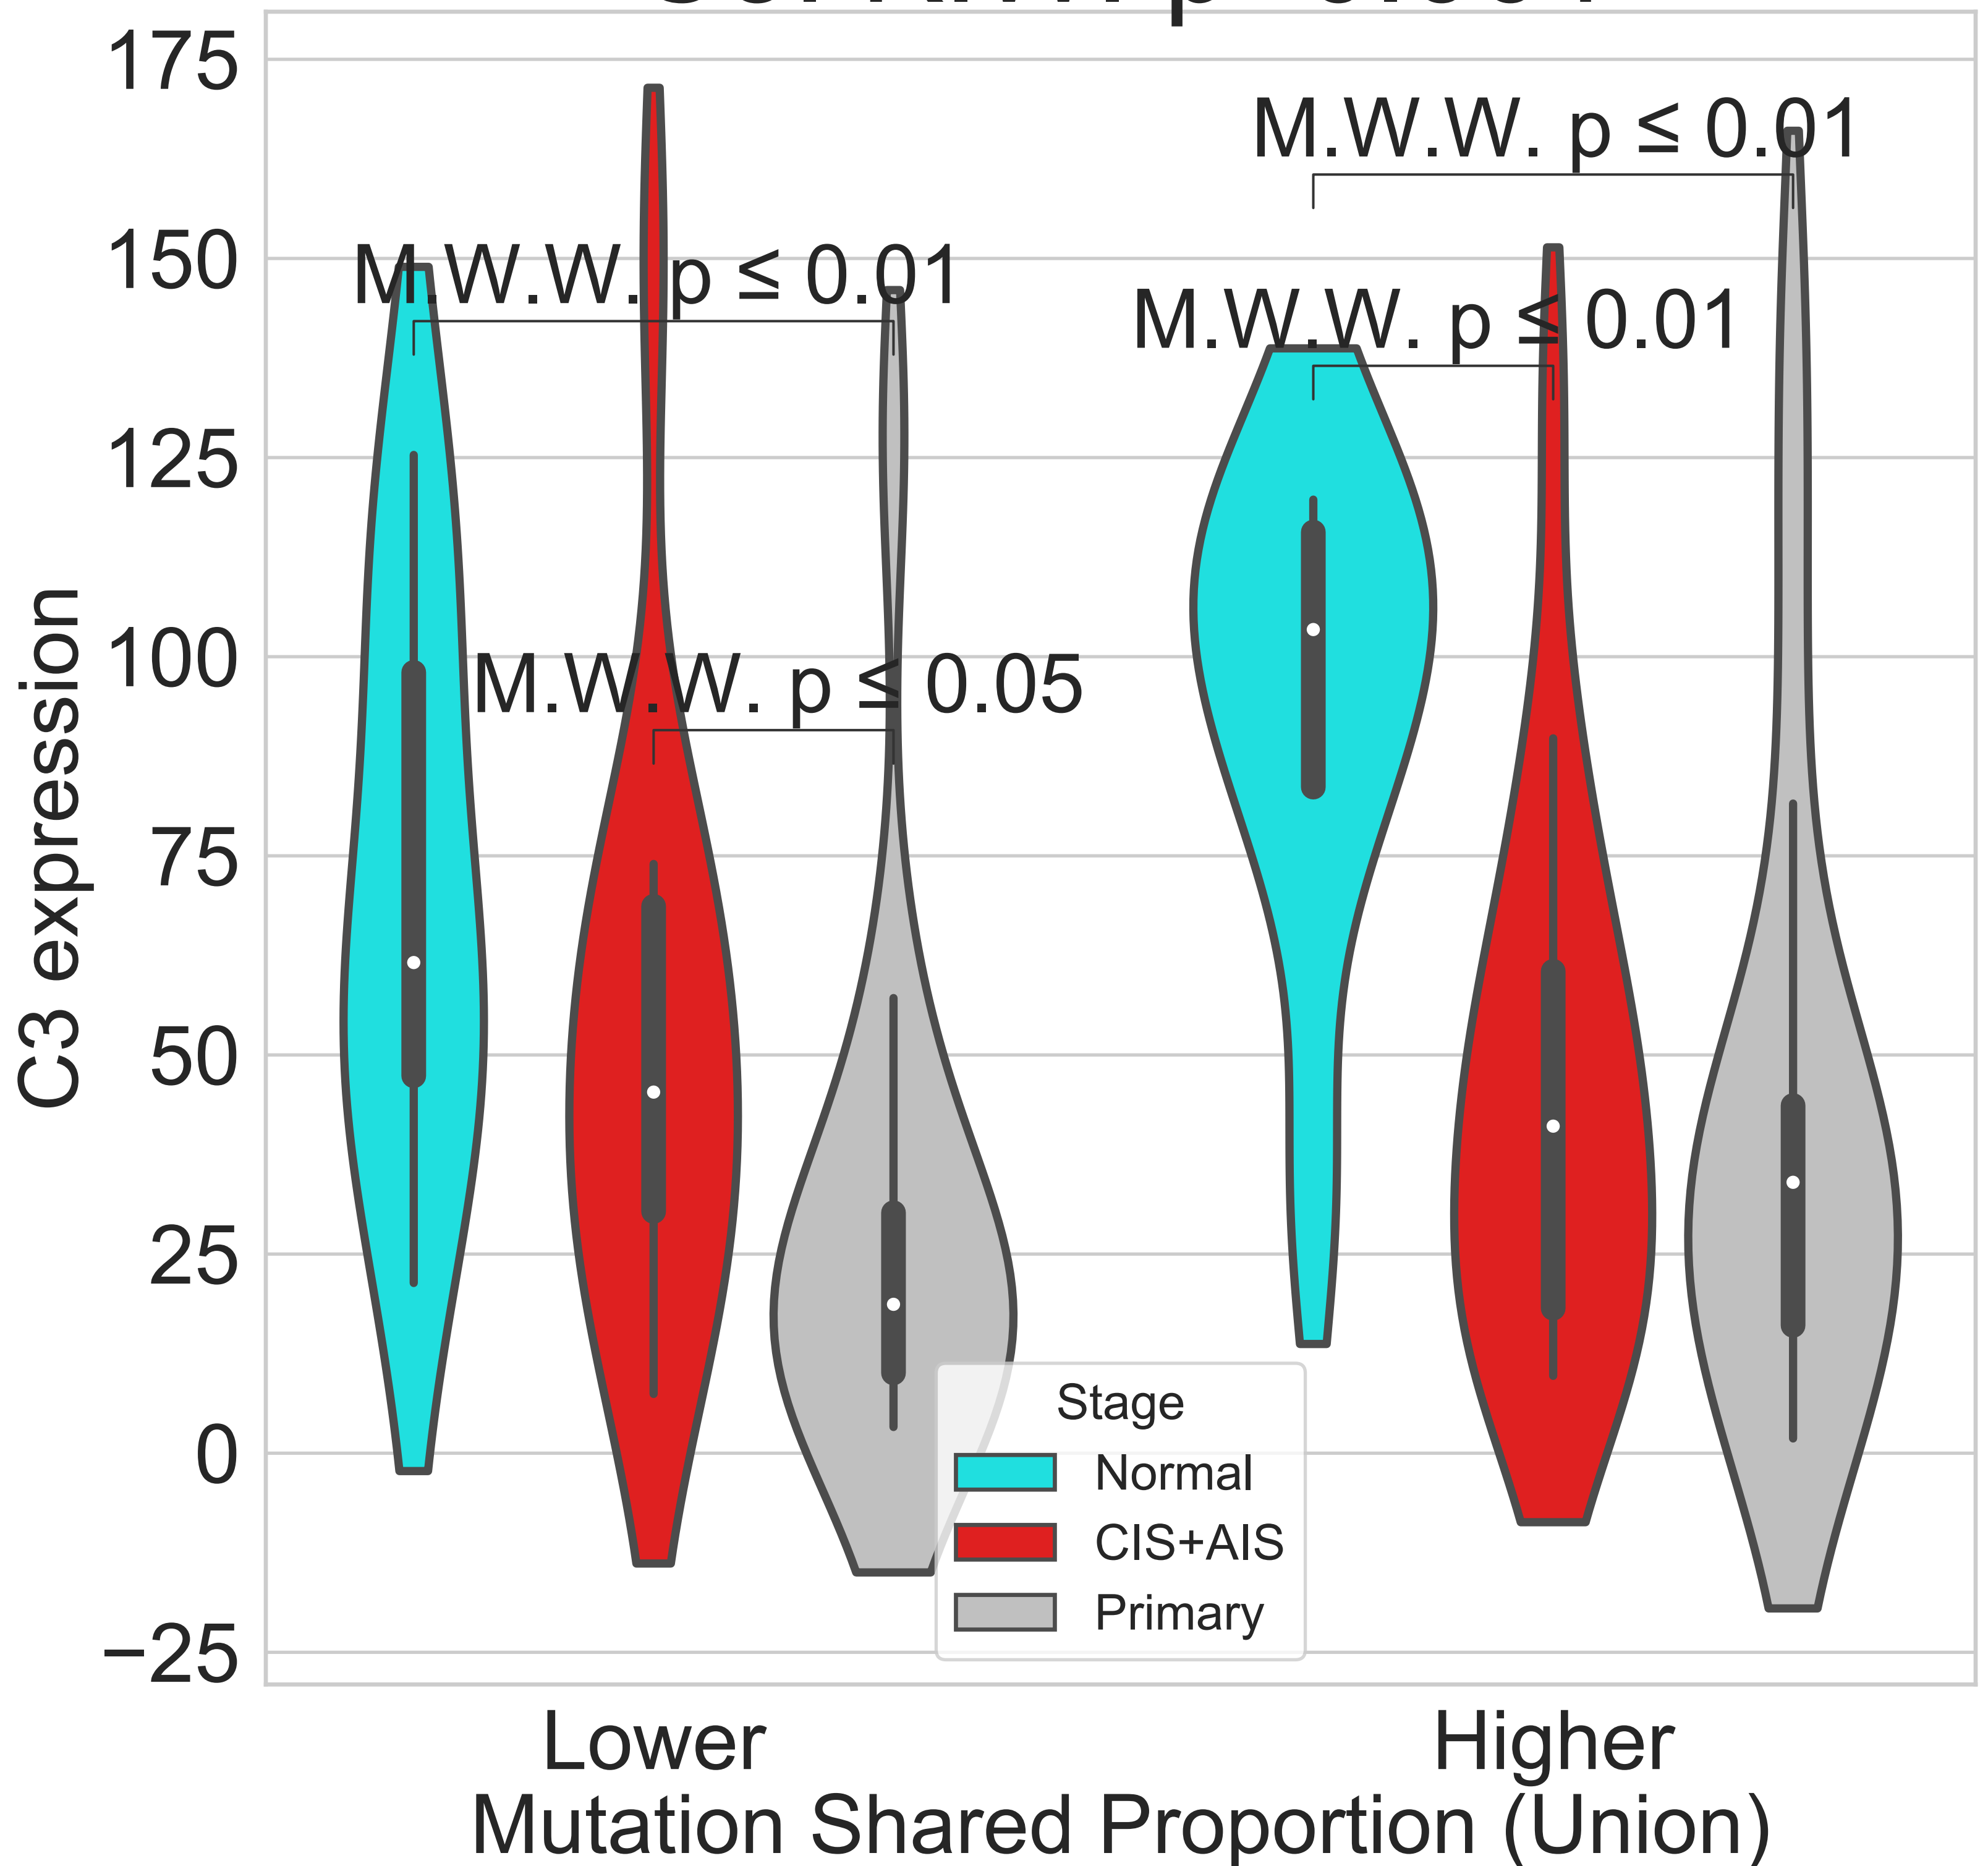 175
150
125
100
75
50
25
0
−25
C3 expression
M.W.W. p ≤ 0.01
M.W.W. p ≤ 0.01
M.W.W. p ≤ 0.01
M.W.W. p ≤ 0.05
Stage
Normal
CIS+AIS
Primary
Lower
Higher
Mutation Shared Proportion (Union)